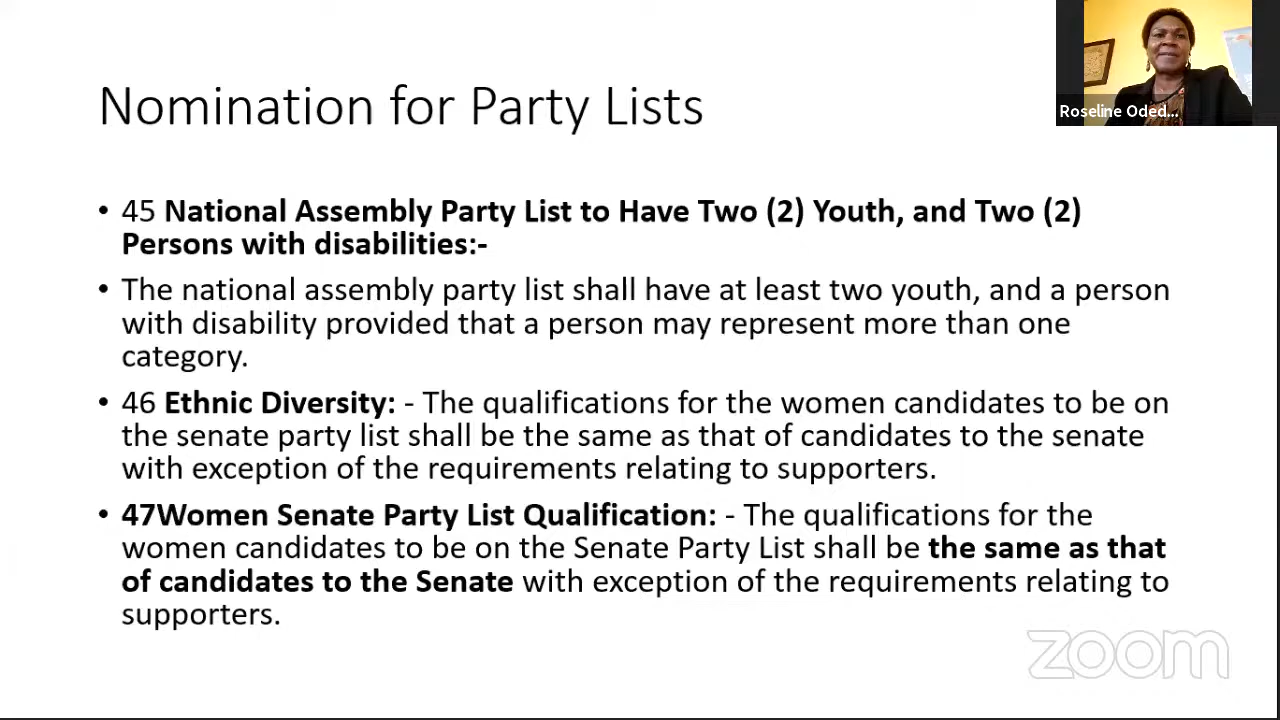 Nomination for Party Lists
Roseline Oded...
• 45 National Assembly Party List to Have Two (2) Youth, and Two (2)
Persons with disabilities:-
• The national assembly party list shall have at least two youth, and a person
with disability provided that a person may represent more than one
category.
• 46 Ethnic Diversity: - The qualifications for the women candidates to be on
the senate party list shall be the same as that of candidates to the senate
with exception of the requirements relating to supporters.
• 47Women Senate Party List Qualification: - The qualifications for the
women candidates to be on the Senate Party List shall be the same as that
of candidates to the Senate with exception of the requirements relating to
supporters.
zoom